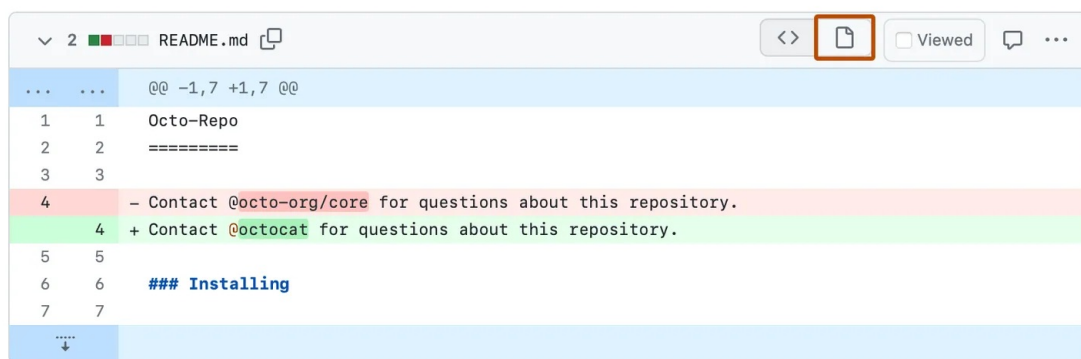 2 README.md <> Viewed ...
... ... @@ -1,7 +1,7 @@
1 1 Octo-Repo
2 2 =========
3 3
4 - Contact @octo-org/core for questions about this repository.
4 + Contact @octocat for questions about this repository.
5 5
6 6 ### Installing
7 7